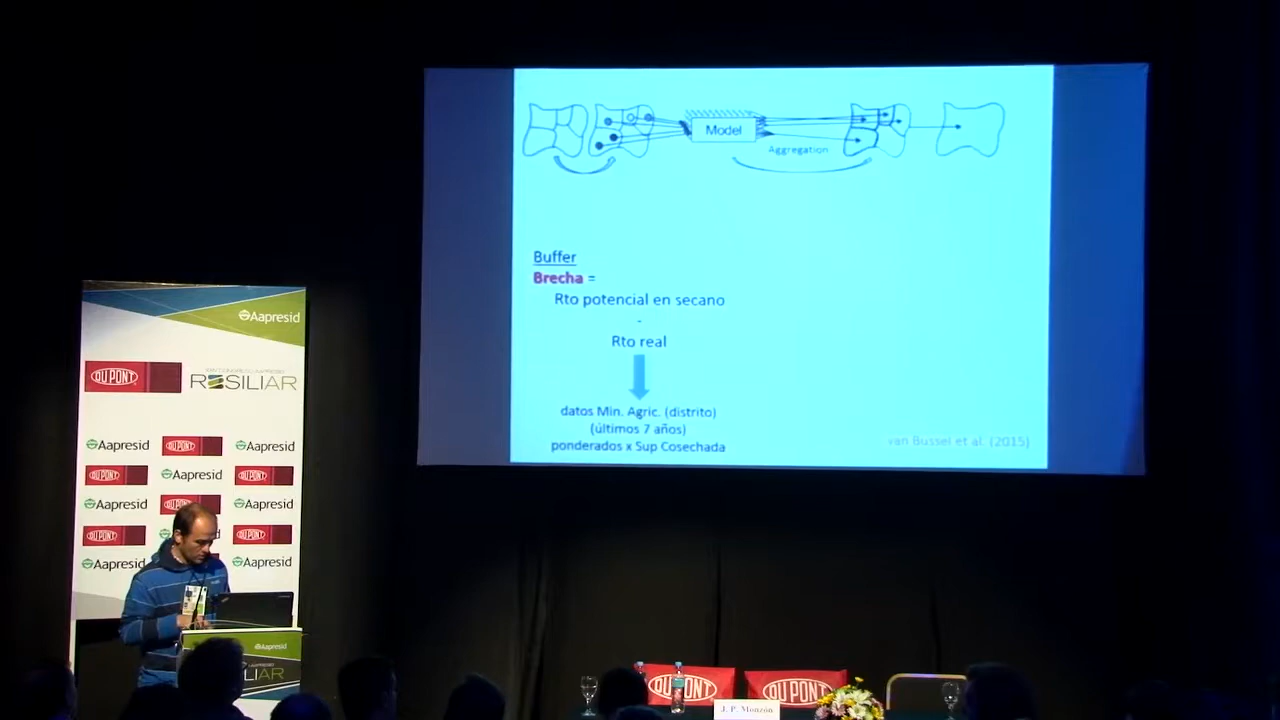 Model
Aggregation
Buffer
Brecha =
Rto potencial en secano
-
Rto real
datos Min. Agric. (distrito)
(últimos 7 años)
ponderados x Sup Cosechada
van Bussel et al. (2015)
Aapresid
DU PONT
RESILIAR
Aapresid
DU PONT
Aapresid
DU PONT
Aapresid
DU PONT
Aapresid
DU PONT
Aapresid
DU PONT
DU PONT
Aapresid
Aapresid
Aapresid
LIAR
DU PONT
DU PONT
J. P. Monzón